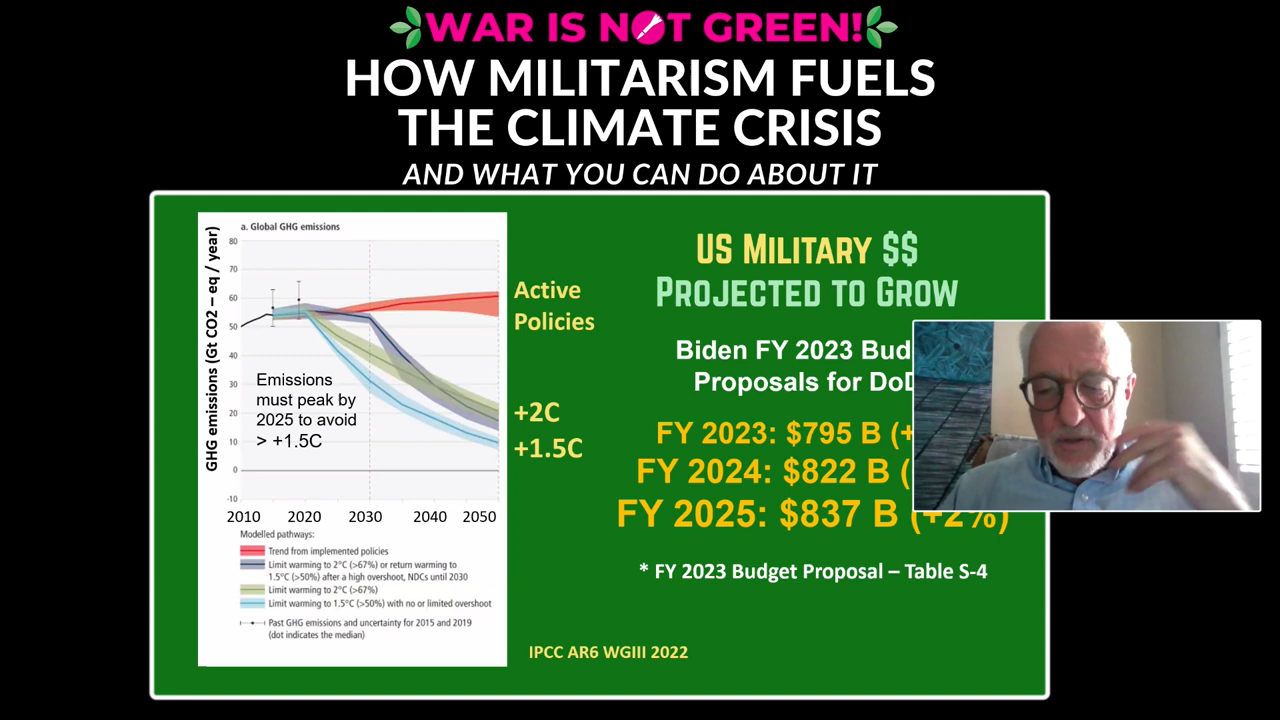 WAR IS NOT GREEN!
HOW MILITARISM FUELS
THE CLIMATE CRISIS
AND WHAT YOU CAN DO ABOUT IT
a. Global GHG emissions
GHG emissions (Gt CO2 – eq / year)
80
70
60
50
40
30
20
10
0
-10
Emissions
must peak by
2025 to avoid
> +1.5C
2010 2020 2030 2040 2050
Modelled pathways:
Trend from implemented policies
Limit warming to 2°C (>67%) or return warming to
1.5°C (>50%) after a high overshoot, NDCs until 2030
Limit warming to 2°C (>67%)
Limit warming to 1.5°C (>50%) with no or limited overshoot
Past GHG emissions and uncertainty for 2015 and 2019
(dot indicates the median)
Active
Policies
+2C
+1.5C
US Military $$
Projected to Grow
Biden FY 2023 Bud
Proposals for DoD
FY 2023: $795 B (+
FY 2024: $822 B (
FY 2025: $837 B (+2%)
* FY 2023 Budget Proposal – Table S-4
IPCC AR6 WGIII 2022